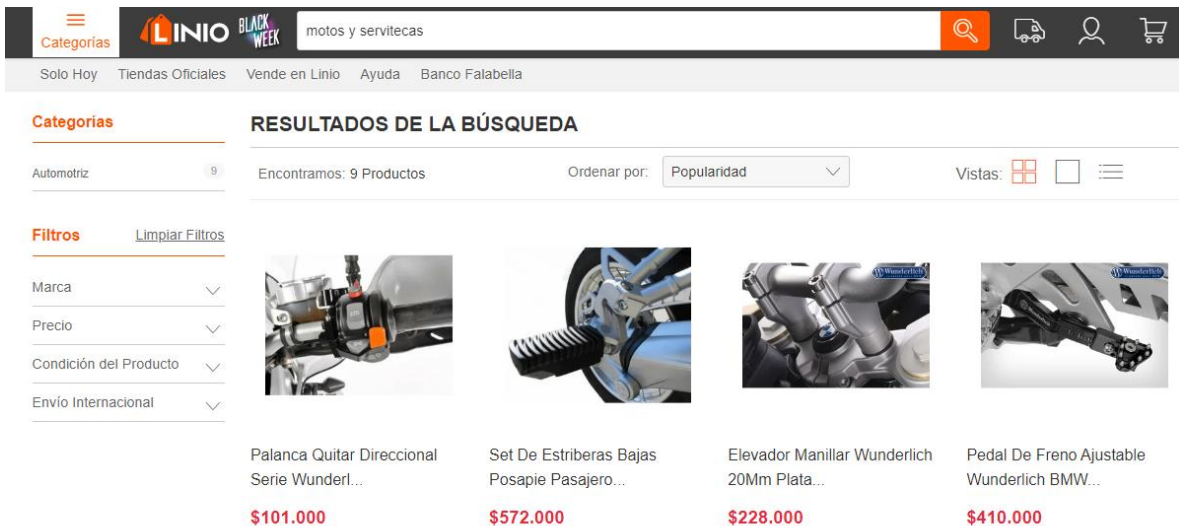 Categorías
LINIO
BLACK WEEK
motos y servitecas
Solo Hoy Tiendas Oficiales Vende en Linio Ayuda Banco Falabella
Categorias
Automotriz 9
Filtros Limpiar Filtros
Marca
Precio
Condición del Producto
Envío Internacional
RESULTADOS DE LA BÚSQUEDA
Encontramos: 9 Productos
Ordenar por: Popularidad
Vistas:
Wunderlich
Wunderlich
Palanca Quitar Direccional
Serie Wunderl...
$101.000
Set De Estriberas Bajas
Posapie Pasajero...
$572.000
Elevador Manillar Wunderlich
20Mm Plata...
$228.000
Pedal De Freno Ajustable
Wunderlich BMW...
$410.000